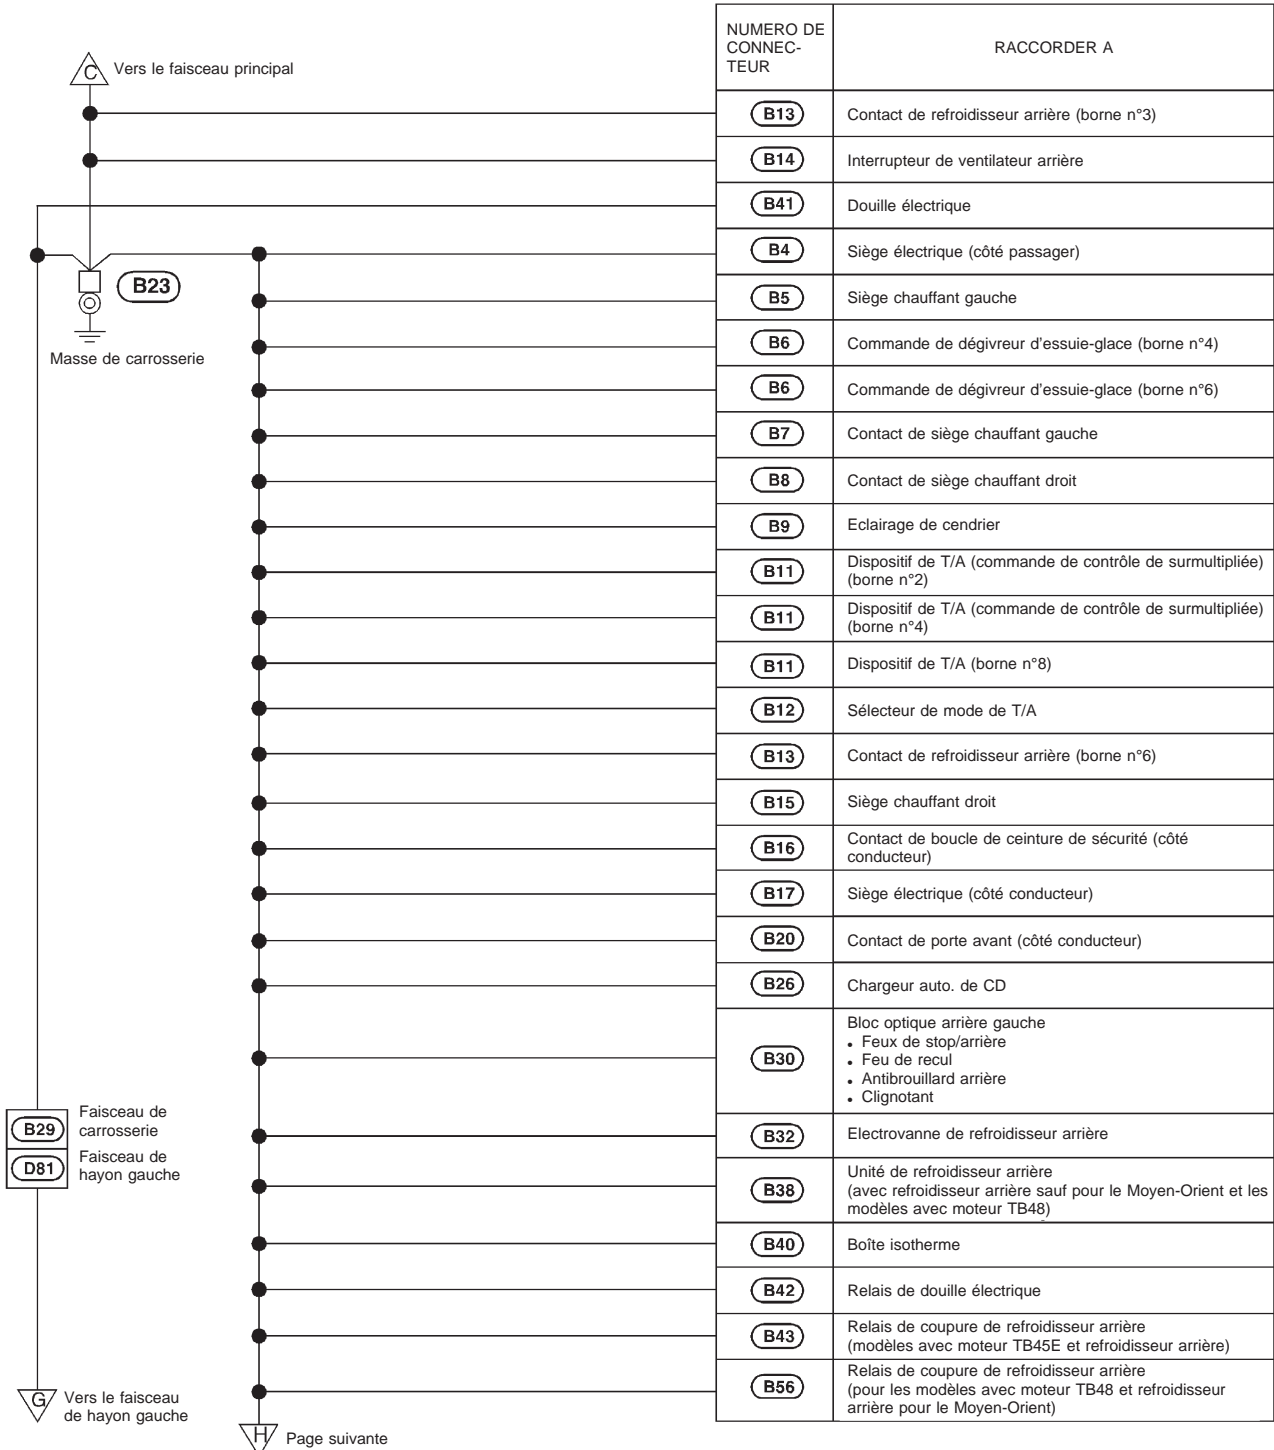 NUMERO DE
CONNEC-
TEUR
RACCORDER A
C
Vers le faisceau principal
B13
Contact de refroidisseur arrière (borne n°3)
B14
Interrupteur de ventilateur arrière
B41
Douille électrique
B4
Siège électrique (côté passager)
B23
Masse de carrosserie
B5
Siège chauffant gauche
B6
Commande de dégivreur d'essuie-glace (borne n°4)
B6
Commande de dégivreur d'essuie-glace (borne n°6)
B7
Contact de siège chauffant gauche
B8
Contact de siège chauffant droit
B9
Eclairage de cendrier
B11
Dispositif de T/A (commande de contrôle de surmultipliée)
(borne n°2)
B11
Dispositif de T/A (commande de contrôle de surmultipliée)
(borne n°4)
B11
Dispositif de T/A (borne n°8)
B12
Sélecteur de mode de T/A
B13
Contact de refroidisseur arrière (borne n°6)
B15
Siège chauffant droit
B16
Contact de boucle de ceinture de sécurité (côté
conducteur)
B17
Siège électrique (côté conducteur)
B20
Contact de porte avant (côté conducteur)
B26
Chargeur auto. de CD
B30
Bloc optique arrière gauche
• Feux de stop/arrière
• Feu de recul
• Antibrouillard arrière
• Clignotant
B29
Faisceau de
carrosserie
D81
Faisceau de
hayon gauche
B32
Electrovanne de refroidisseur arrière
B38
Unité de refroidisseur arrière
(avec refroidisseur arrière sauf pour le Moyen-Orient et les
modèles avec moteur TB48)
B40
Boîte isotherme
B42
Relais de douille électrique
B43
Relais de coupure de refroidisseur arrière
(modèles avec moteur TB45E et refroidisseur arrière)
B56
Relais de coupure de refroidisseur arrière
(pour les modèles avec moteur TB48 et refroidisseur
arrière pour le Moyen-Orient)
G
Vers le faisceau
de hayon gauche
H
Page suivante